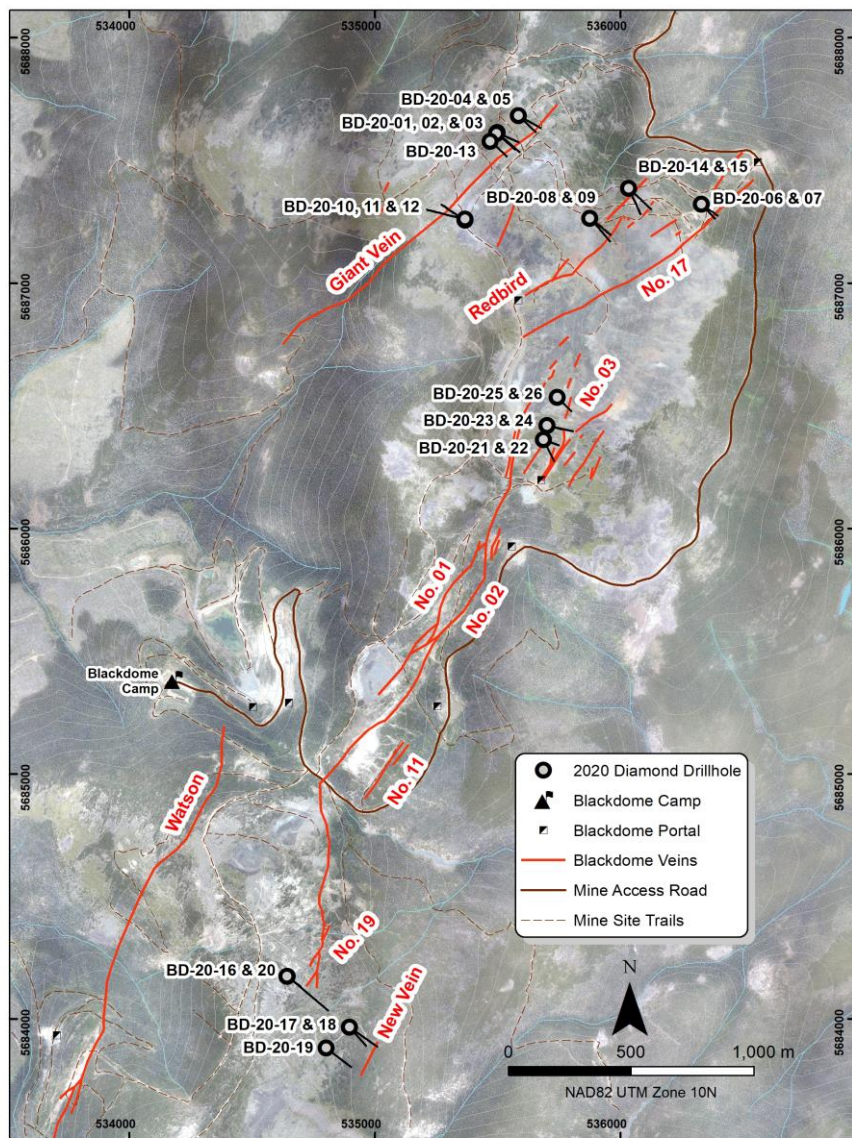 534000
535000
536000
5688000
5688000
BD-20-04 & 05
BD-20-01, 02, & 03
BD-20-13
BD-20-14 & 15
BD-20-10, 11 & 12
BD-20-08 & 09
BD-20-06 & 07
Giant Vein
Redbird
No. 17
5687000
5687000
No. 03
BD-20-25 & 26
BD-20-23 & 24
BD-20-21 & 22
5686000
5686000
No. 01
No. 02
Blackdome
Camp
5685000
5685000
No. 11
Watson
2020 Diamond Drillhole
Blackdome Camp
Blackdome Portal
Blackdome Veins
Mine Access Road
Mine Site Trails
No. 19
BD-20-16 & 20
New Vein
BD-20-17 & 18
BD-20-19
5684000
5684000
N
0
500
1,000 m
NAD82 UTM Zone 10N
534000
535000
536000